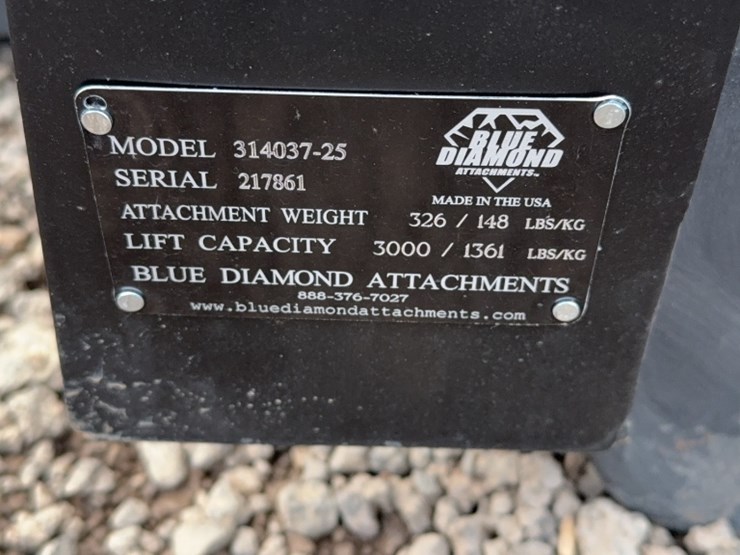 BLUE
DIAMOND
ATTACHMENTS™
MADE IN THE USA
MODEL 314037-25
SERIAL 217861
ATTACHMENT WEIGHT 326 / 148 LBS/KG
LIFT CAPACITY 3000 / 1361 LBS/KG
BLUE DIAMOND ATTACHMENTS
888-376-7027
www.bluediamondattachments.com